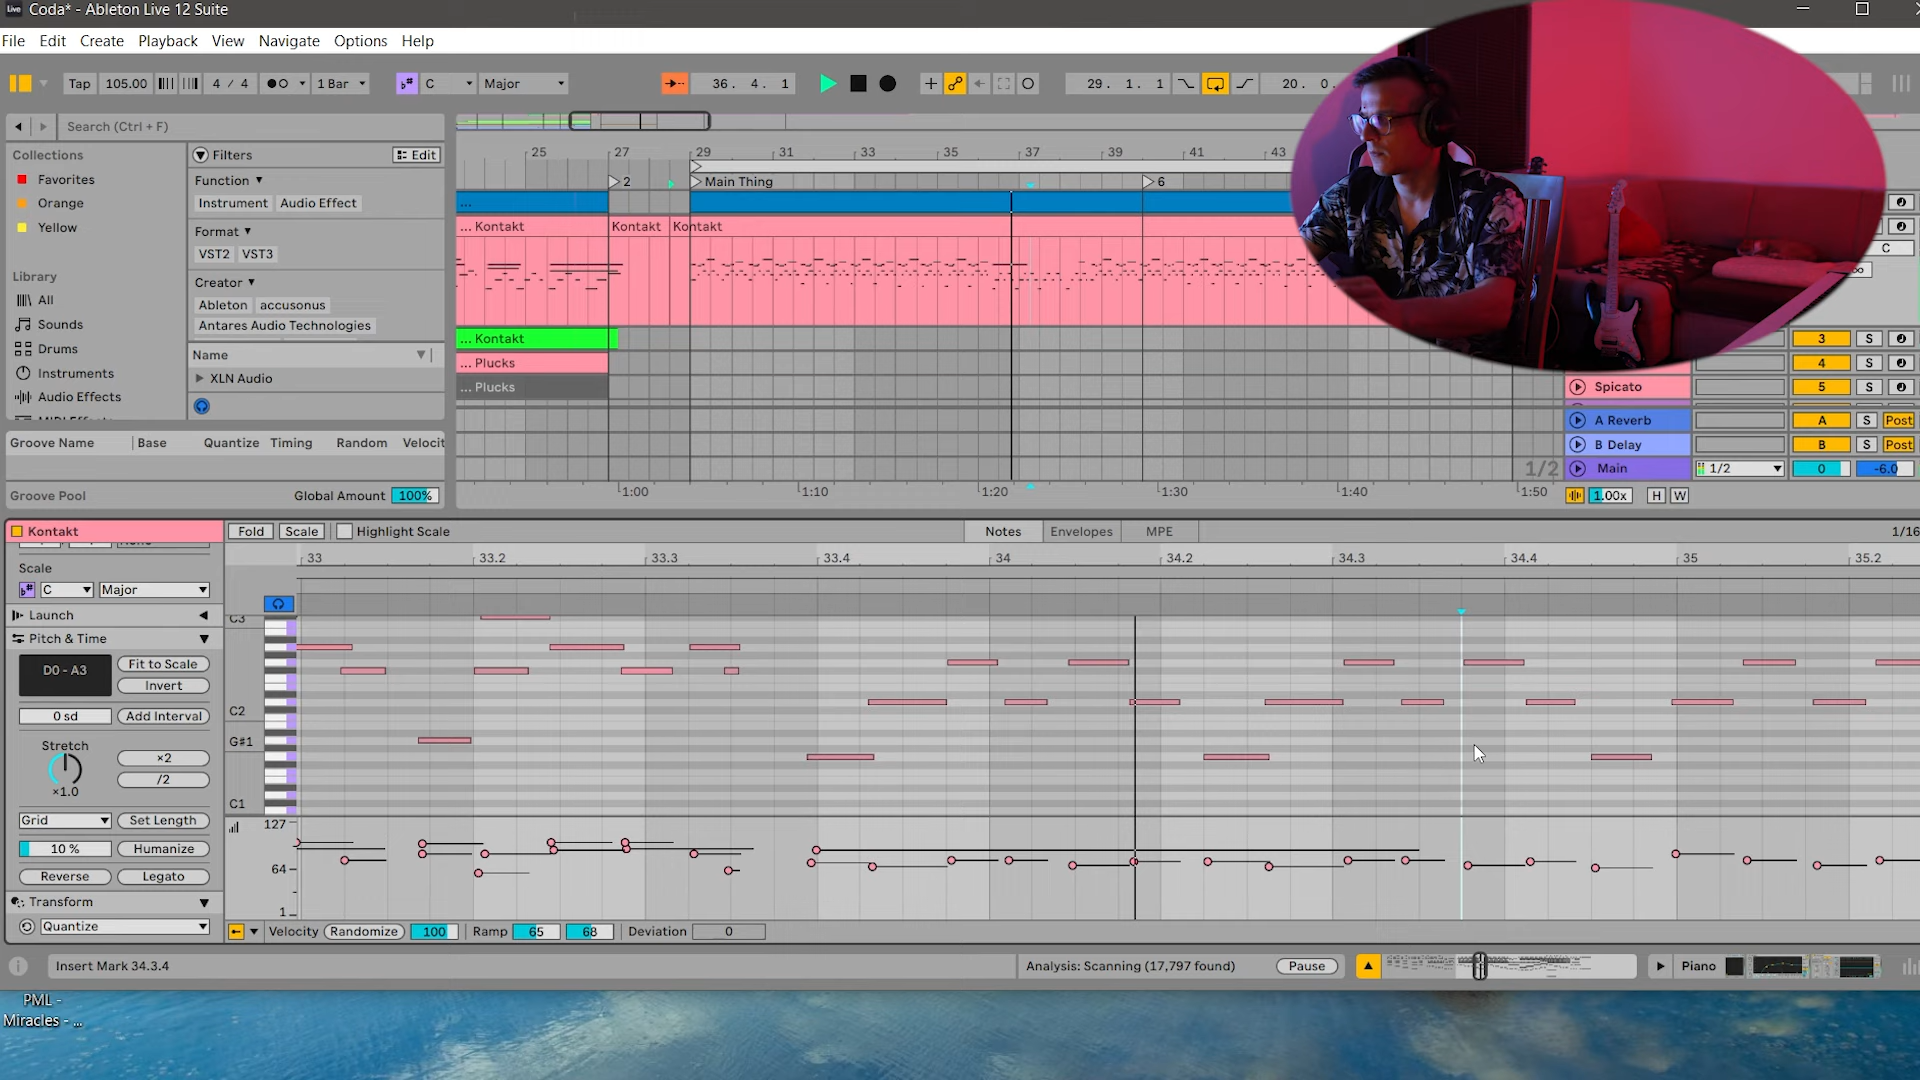 Live Coda* - Ableton Live 12 Suite
File Edit Create Playback View Navigate Options Help
Tap 105.00 4 / 4 1 Bar C Major 36. 4. 1 29. 1. 1 20. 0.
Search (Ctrl + F)
Collections
Favorites
Orange
Yellow
Library
All
Sounds
Drums
Instruments
Audio Effects
Filters Edit
Function
Instrument Audio Effect
Format
VST2 VST3
Creator
Ableton accusonus
Antares Audio Technologies
Name
XLN Audio
25 27 29 31 33 35 37 39 41 43
2 Main Thing 6
...
... Kontakt Kontakt Kontakt
... Kontakt
... Plucks
... Plucks
1/2
1:00 1:10 1:20 1:30 1:40 1:50
C
3 S
4 S
Spicato 5 S
A Reverb A S Post
B Delay B S Post
Main 1/2 0 -6.0
1.00x H W
Groove Name Base Quantize Timing Random Velocit
Groove Pool Global Amount 100%
Kontakt
Scale
C Major
Launch
Pitch & Time
D0 - A3 Fit to Scale
Invert
0 sd Add Interval
Stretch
×2
/2
×1.0
Grid Set Length
10 % Humanize
Reverse Legato
Transform
Quantize
Fold Scale Highlight Scale Notes Envelopes MPE 1/16
33 33.2 33.3 33.4 34 34.2 34.3 34.4 35 35.2
C3
C2
G#1
C1
127
64
1
Velocity Randomize 100 Ramp 65 68 Deviation 0
Insert Mark 34.3.4 Analysis: Scanning (17,797 found) Pause Piano
PML -
Miracles - ...